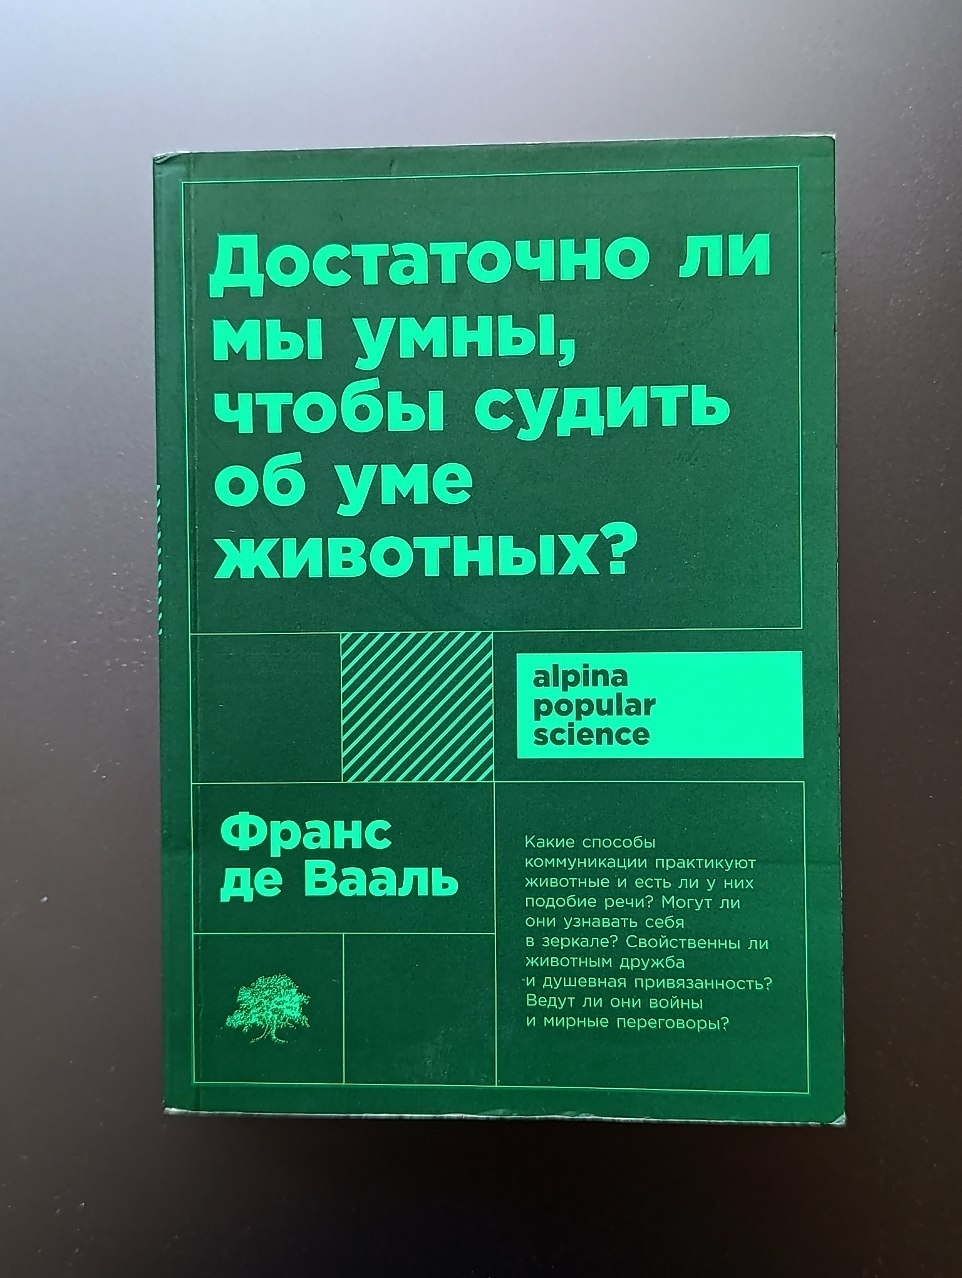 Достаточно ли
мы умны,
чтобы судить
об уме
животных?
alpina
popular
science
Франс
де Вааль
Какие способы
коммуникации практикуют
животные и есть ли у них
подобие речи? Могут ли
они узнавать себя
в зеркале? Свойственны ли
животным дружба
и душевная привязанность?
Ведут ли они войны
и мирные переговоры?